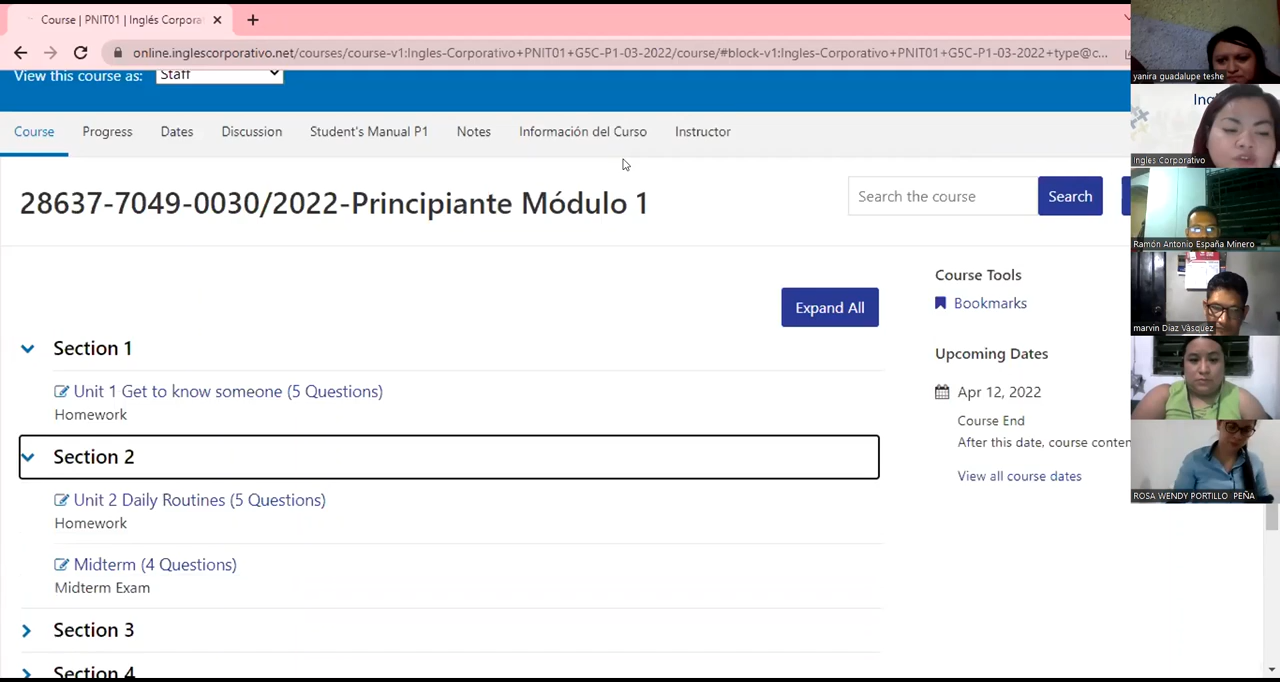 Course | PNIT01 | Inglés Corpora
online.inglescorporativo.net/courses/course-v1:Ingles-Corporativo+PNIT01+G5C-P1-03-2022/course/#block-v1:Ingles-Corporativo+PNIT01+G5C-P1-03-2022+type@c...
View this course as: Staff
Course Progress Dates Discussion Student's Manual P1 Notes Información del Curso Instructor
28637-7049-0030/2022-Principiante Módulo 1
Search the course Search
Expand All
Section 1
Unit 1 Get to know someone (5 Questions)
Homework
Section 2
Unit 2 Daily Routines (5 Questions)
Homework
Midterm (4 Questions)
Midterm Exam
Section 3
Section 4
Course Tools
Bookmarks
Upcoming Dates
Apr 12, 2022
Course End
After this date, course conten
View all course dates
yanira guadalupe teshe
Ingles Corporativo
Ramón Antonio España Minero
marvin Diaz Vásquez
ROSA WENDY PORTILLO PEÑA